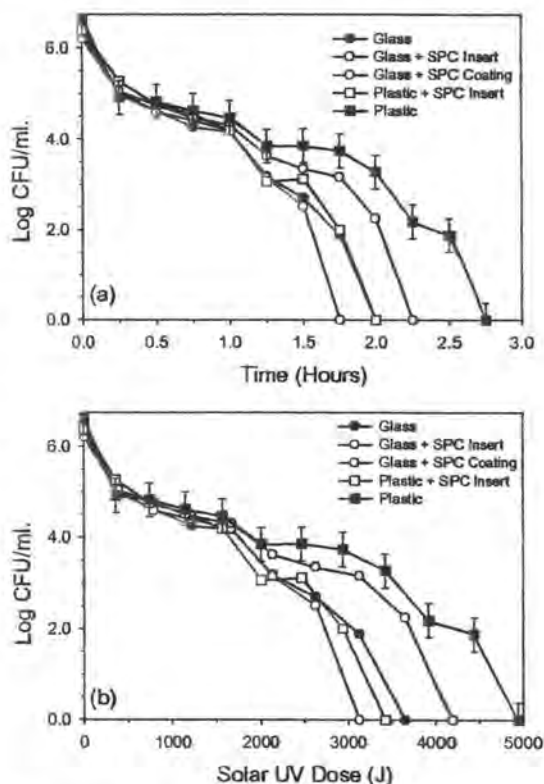 Glass
Glass + SPC Insert
Glass + SPC Coating
Plastic + SPC Insert
Plastic
6.0
4.0
2.0
0.0
Log CFU/ml.
(a)
0.0 0.5 1.0 1.5 2.0 2.5 3.0
Time (Hours)
Glass
Glass + SPC Insert
Glass + SPC Coating
Plastic + SPC Insert
Plastic
6.0
4.0
2.0
0.0
Log CFU/ml.
(b)
0 1000 2000 3000 4000 5000
Solar UV Dose (J)